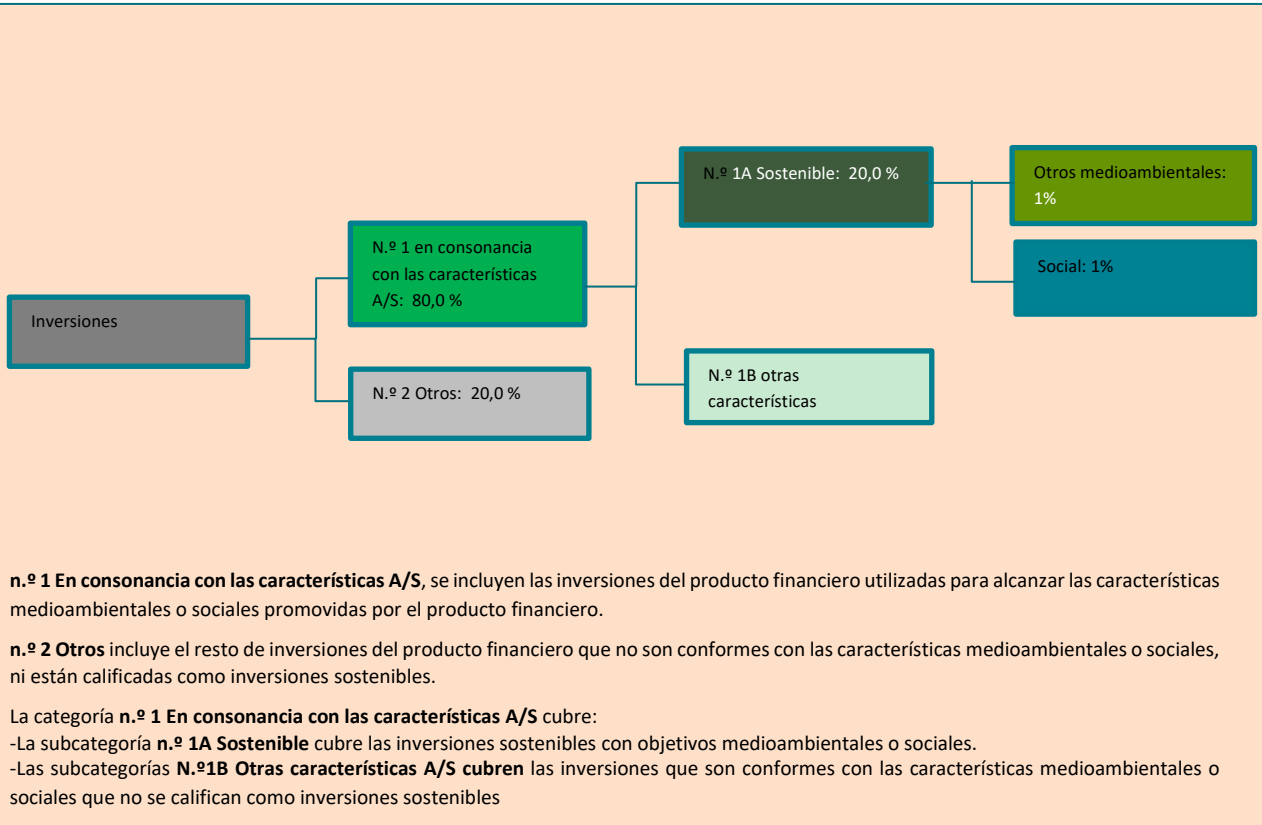 Inversiones
N.º 1 en consonancia
con las características
A/S: 80,0 %
N.º 2 Otros: 20,0 %
N.º 1A Sostenible: 20,0 %
N.º 1B otras
características
Otros medioambientales:
1%
Social: 1%
n.º 1 En consonancia con las características A/S, se incluyen las inversiones del producto financiero utilizadas para alcanzar las características
medioambientales o sociales promovidas por el producto financiero.
n.º 2 Otros incluye el resto de inversiones del producto financiero que no son conformes con las características medioambientales o sociales,
ni están calificadas como inversiones sostenibles.
La categoría n.º 1 En consonancia con las características A/S cubre:
-La subcategoría n.º 1A Sostenible cubre las inversiones sostenibles con objetivos medioambientales o sociales.
-Las subcategorías N.º1B Otras características A/S cubren las inversiones que son conformes con las características medioambientales o
sociales que no se califican como inversiones sostenibles